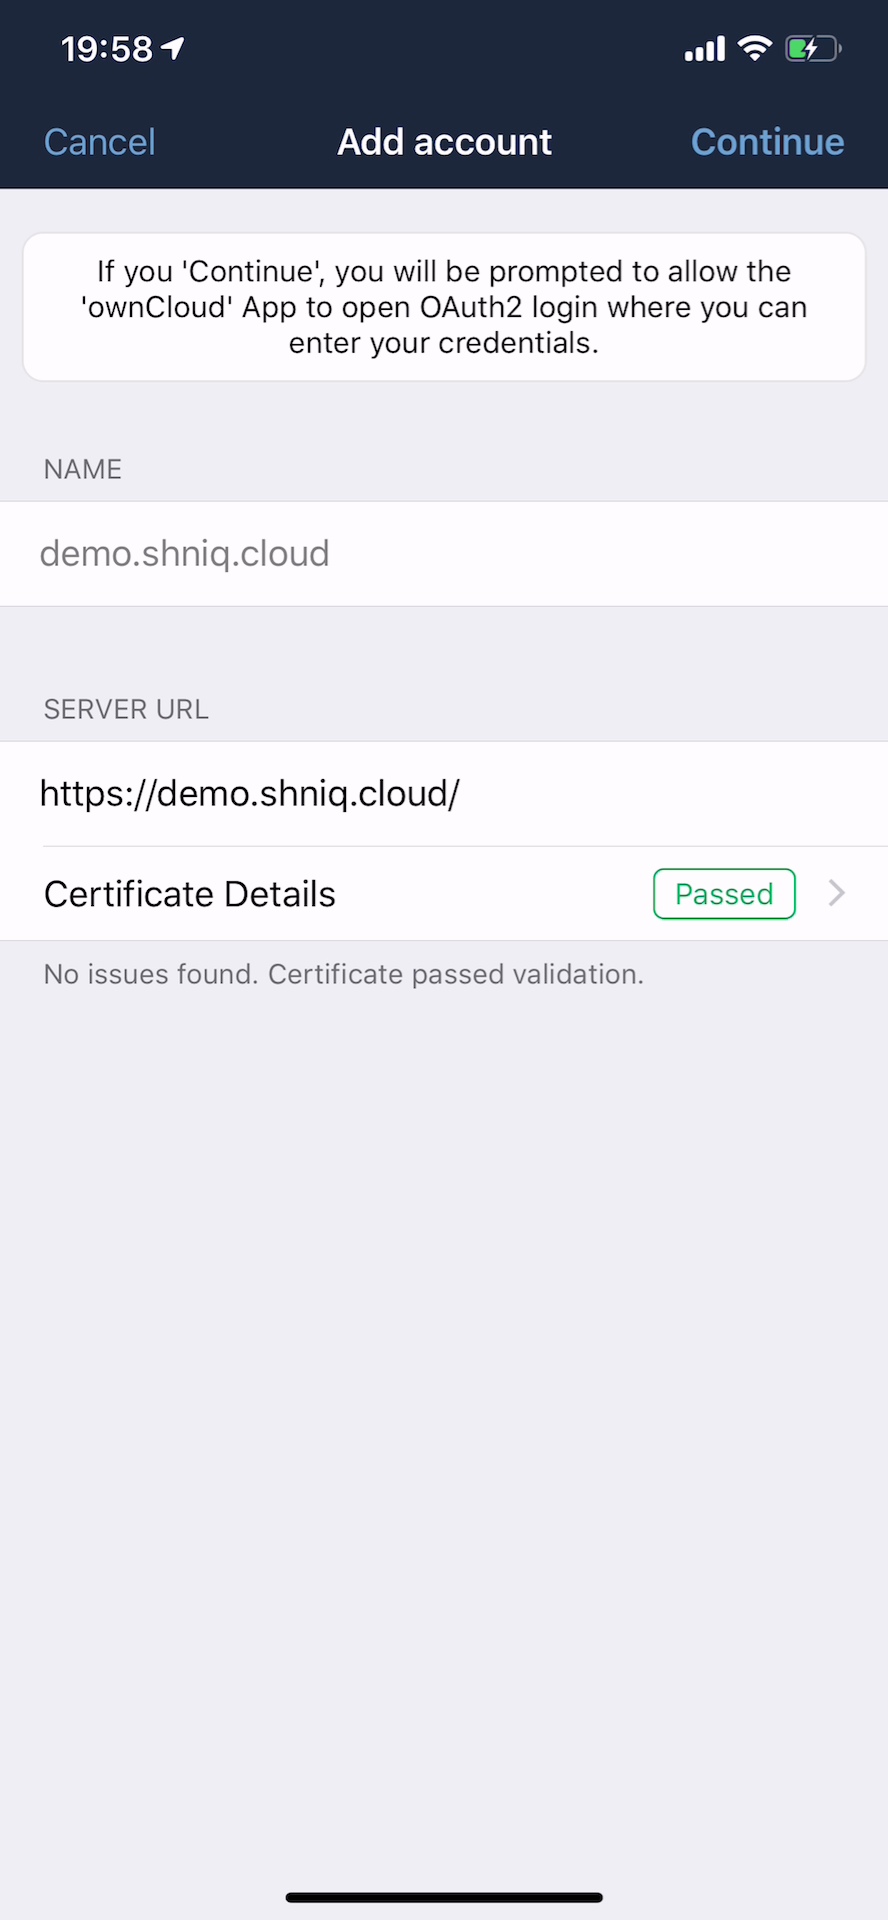 19:58
Cancel
Add account
Continue
If you 'Continue', you will be prompted to allow the
'ownCloud' App to open OAuth2 login where you can
enter your credentials.
NAME
demo.shniq.cloud
SERVER URL
https://demo.shniq.cloud/
Certificate Details
Passed
No issues found. Certificate passed validation.